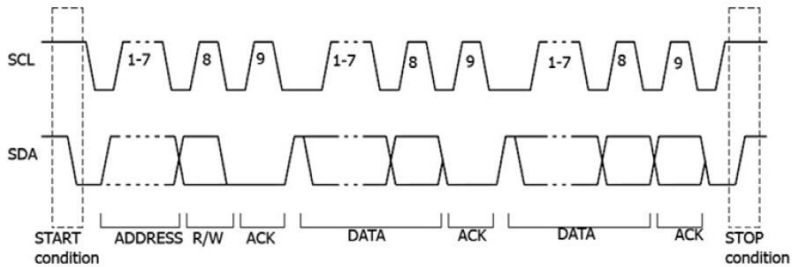 SCL
1-7 8 9 1-7 8 9 1-7 8 9
SDA
START
condition
ADDRESS R/W ACK DATA ACK DATA ACK
STOP
condition